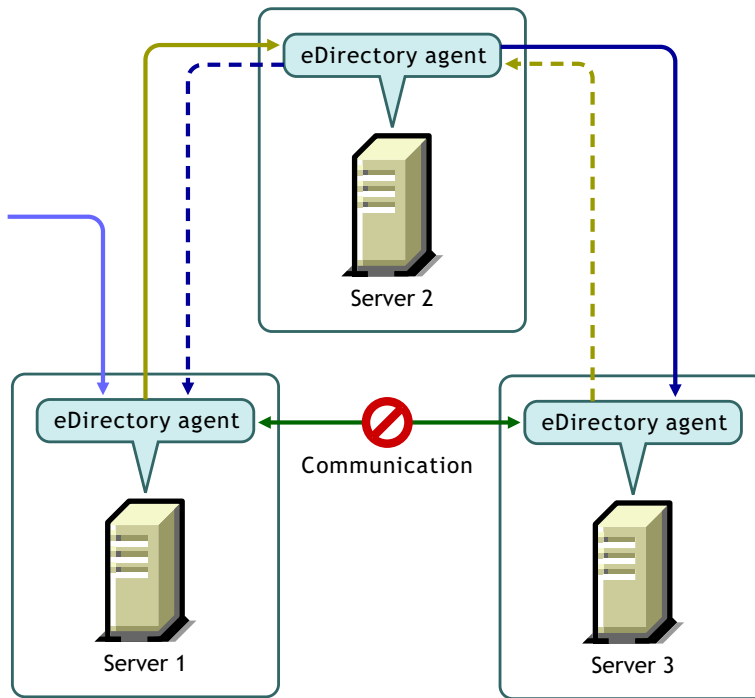 eDirectory agent
Server 2
eDirectory agent
eDirectory agent
Communication
Server 1
Server 3